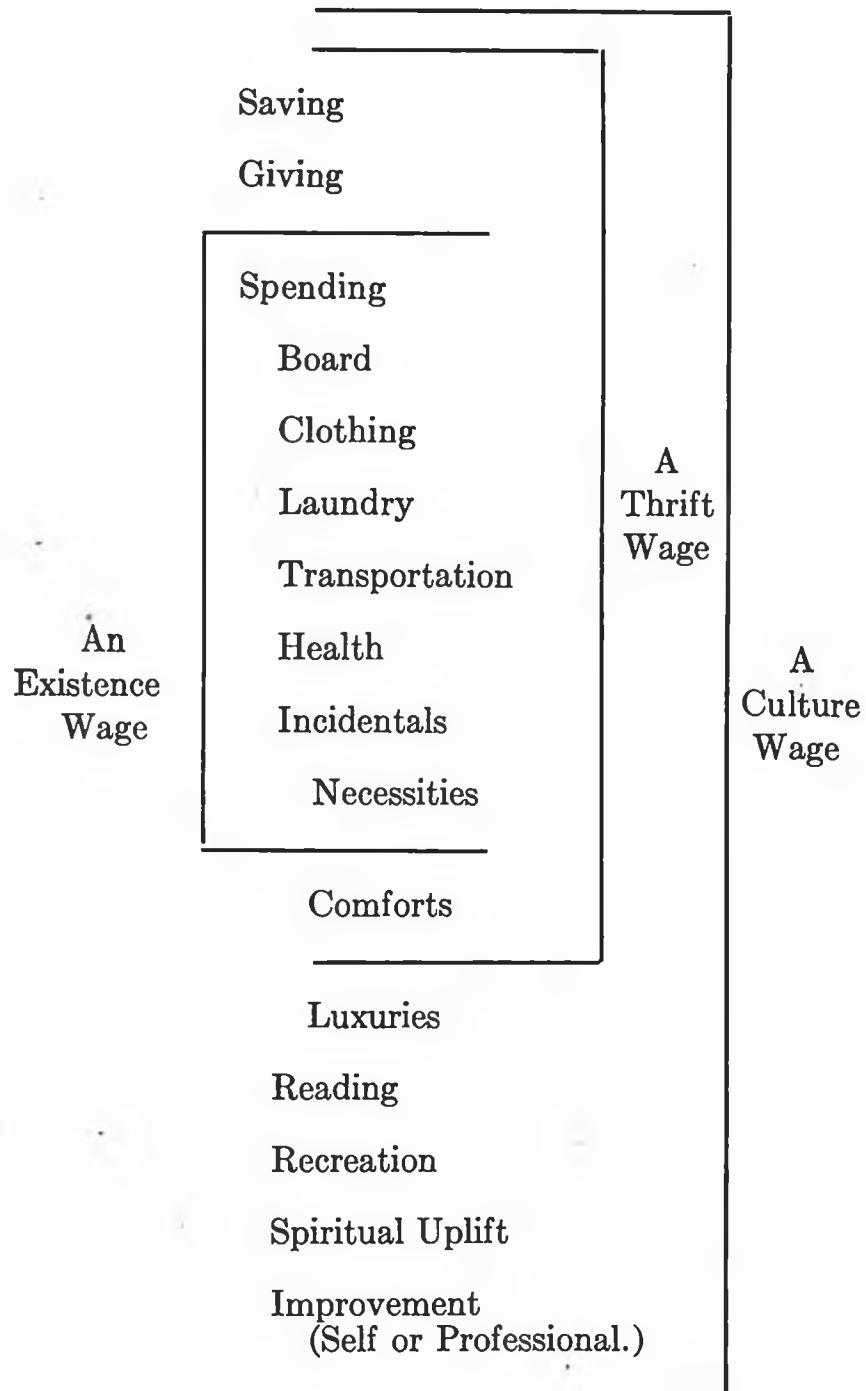 Saving
Giving
Spending
Board
Clothing
Laundry
Transportation
Health
Incidentals
Necessities
Comforts
Luxuries
Reading
Recreation
Spiritual Uplift
Improvement
(Self or Professional.)
An
Existence
Wage
A
Thrift
Wage
A
Culture
Wage